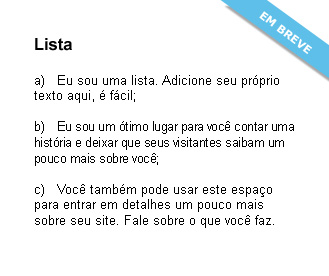 EM BREVE
Lista
a) Eu sou uma lista. Adicione seu próprio
texto aqui, é fácil;
b) Eu sou um ótimo lugar para você contar uma
história e deixar que seus visitantes saibam um
pouco mais sobre você;
c) Você também pode usar este espaço
para entrar em detalhes um pouco mais
sobre seu site. Fale sobre o que você faz.